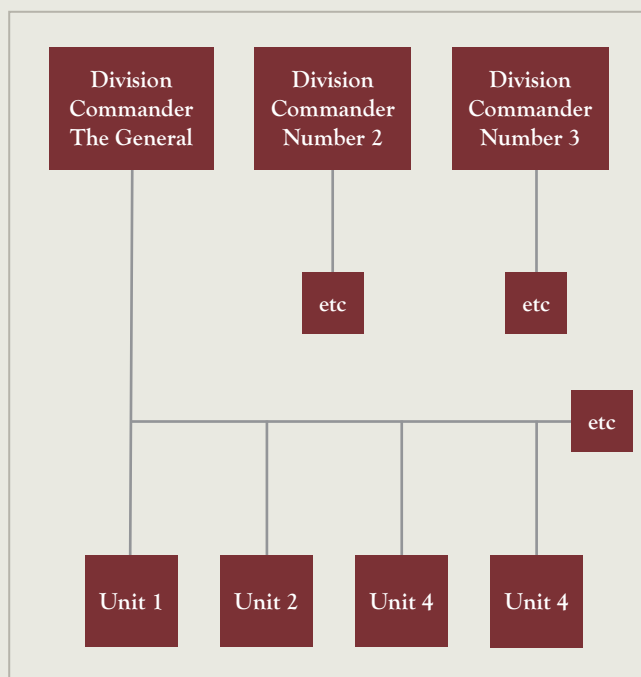 Division
Commander
The General
Division
Commander
Number 2
Division
Commander
Number 3
etc
etc
etc
Unit 1
Unit 2
Unit 4
Unit 4